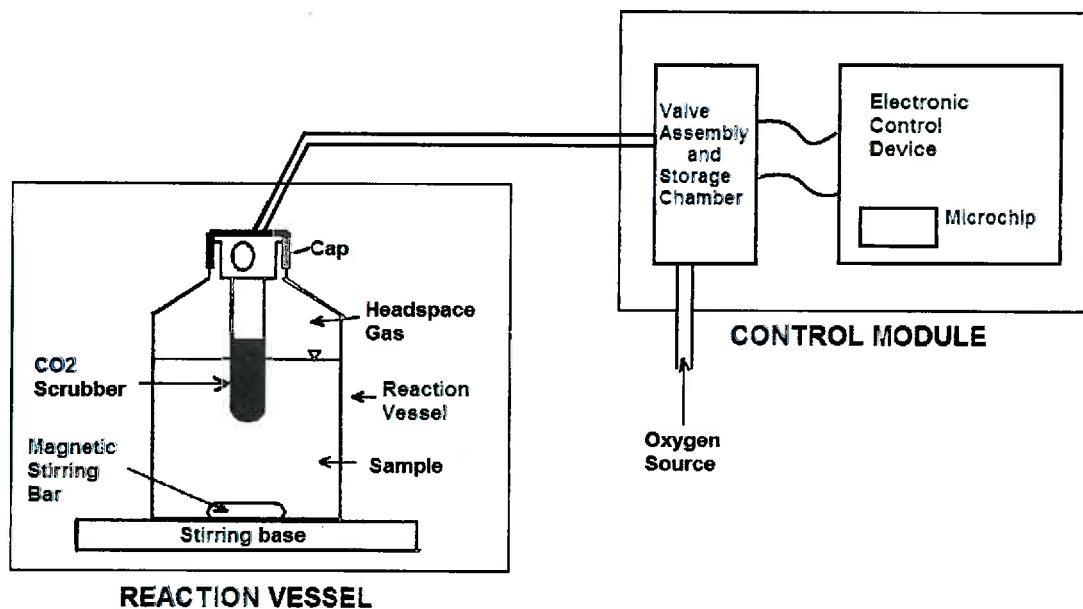 Valve
Assembly
and
Storage
Chamber
Electronic
Control
Device
Microchip
CONTROL MODULE
Oxygen
Source
Cap
Headspace
Gas
CO2
Scrubber
Reaction
Vessel
Magnetic
Stirring
Bar
Sample
Stirring base
REACTION VESSEL